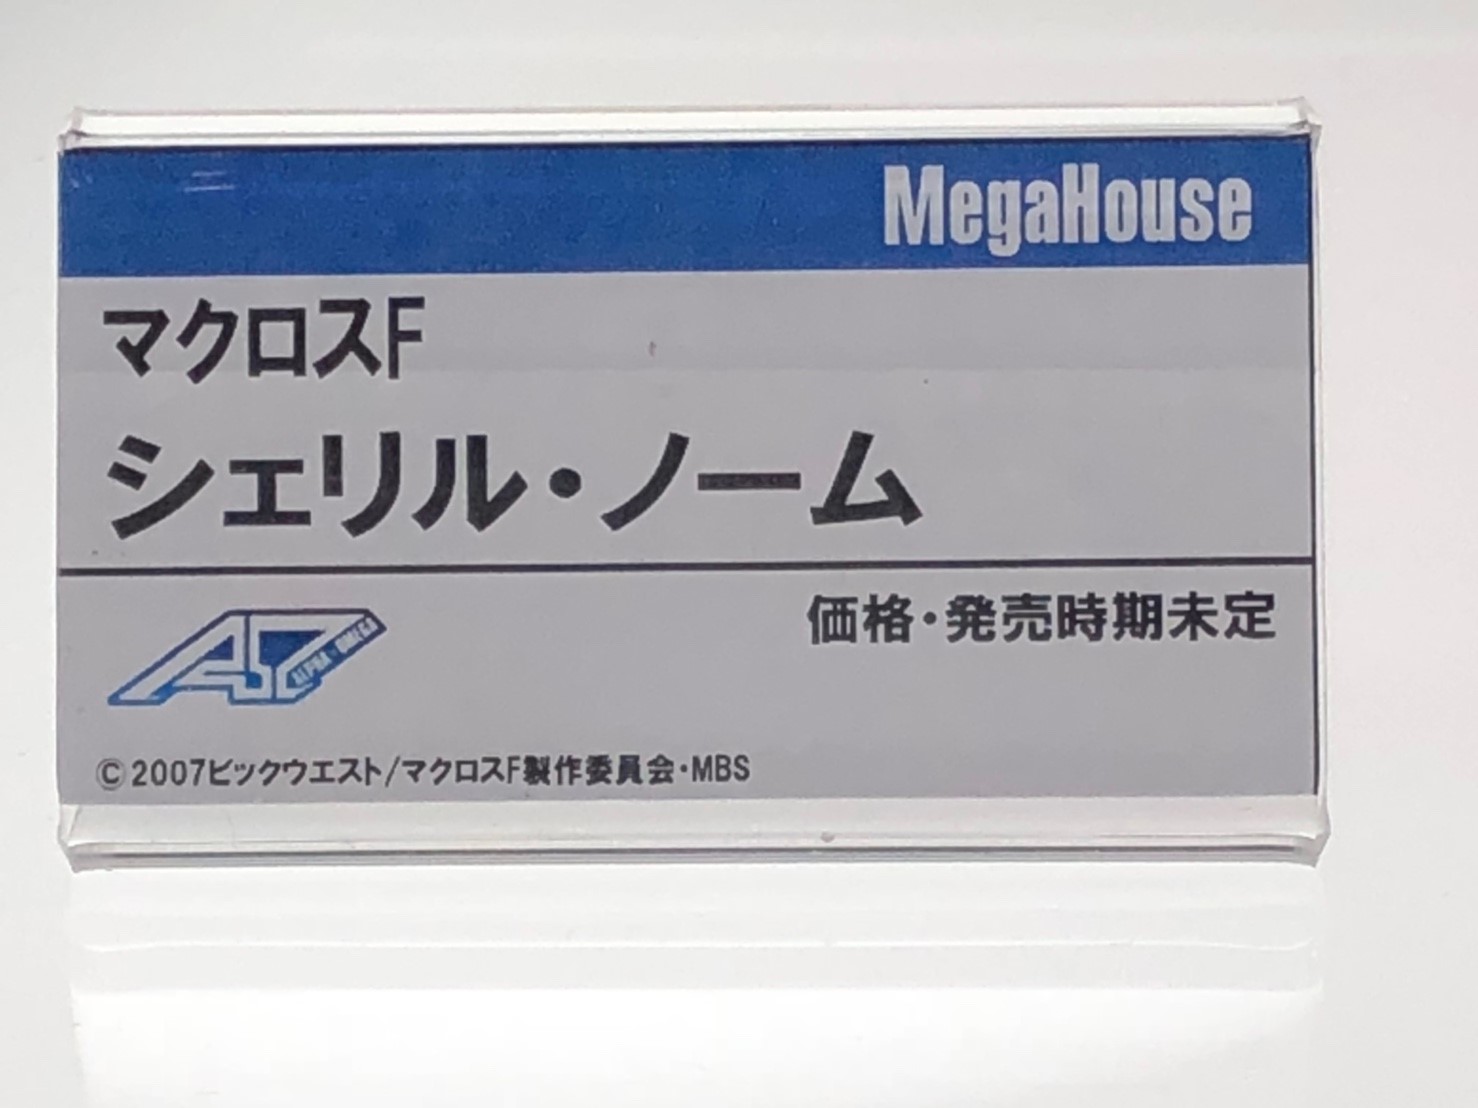 MegaHouse
マクロスF
シェリル・ノーム
価格・発売時期未定
ALPHA OMEGA
©2007ビックウエスト/マクロスF製作委員会・MBS